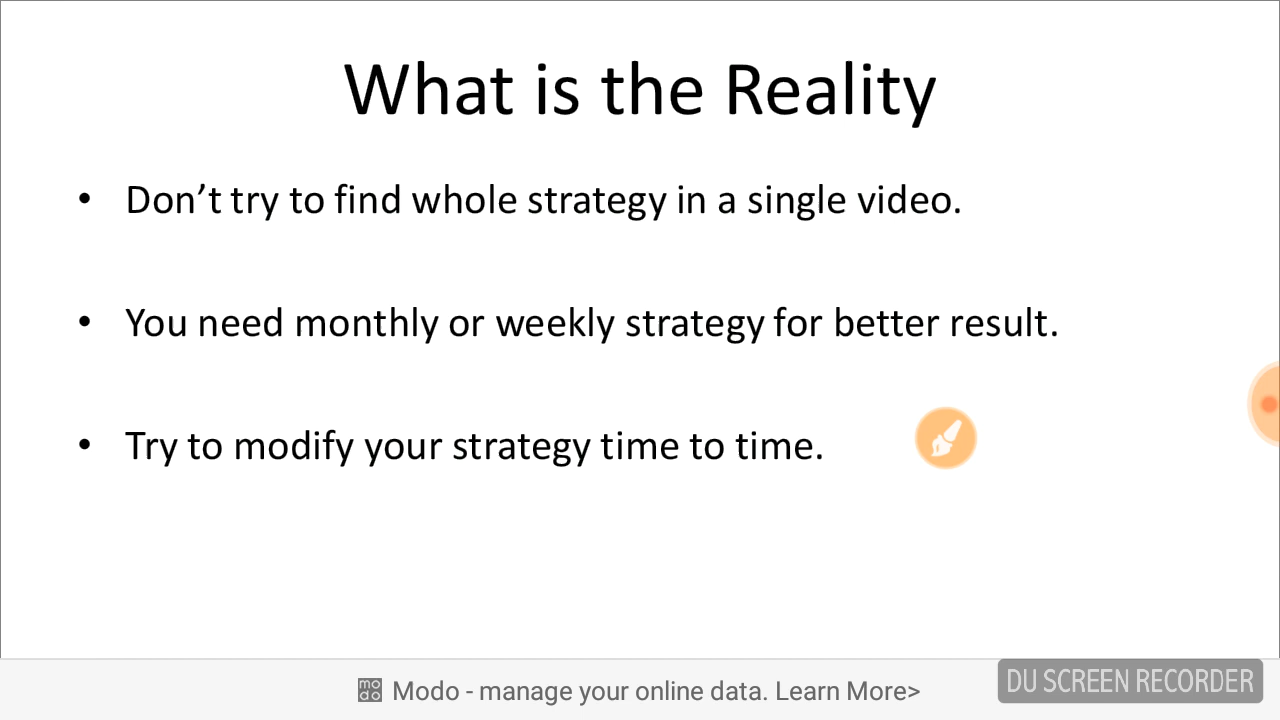 What is the Reality
• Don’t try to find whole strategy in a single video.
• You need monthly or weekly strategy for better result.
• Try to modify your strategy time to time.
mo
do
Modo - manage your online data. Learn More>
DU SCREEN RECORDER